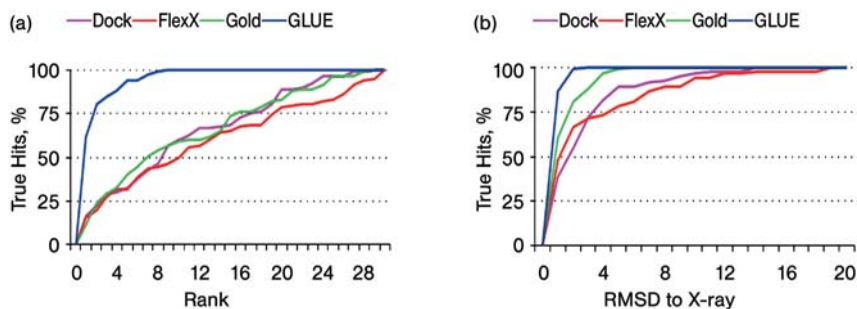 (a)
Dock FlexX Gold GLUE
True Hits, %
100
75
50
25
0
0 4 8 12 16 20 24 28
Rank
(b)
Dock FlexX Gold GLUE
True Hits, %
100
75
50
25
0
0 4 8 12 16 20
RMSD to X-ray